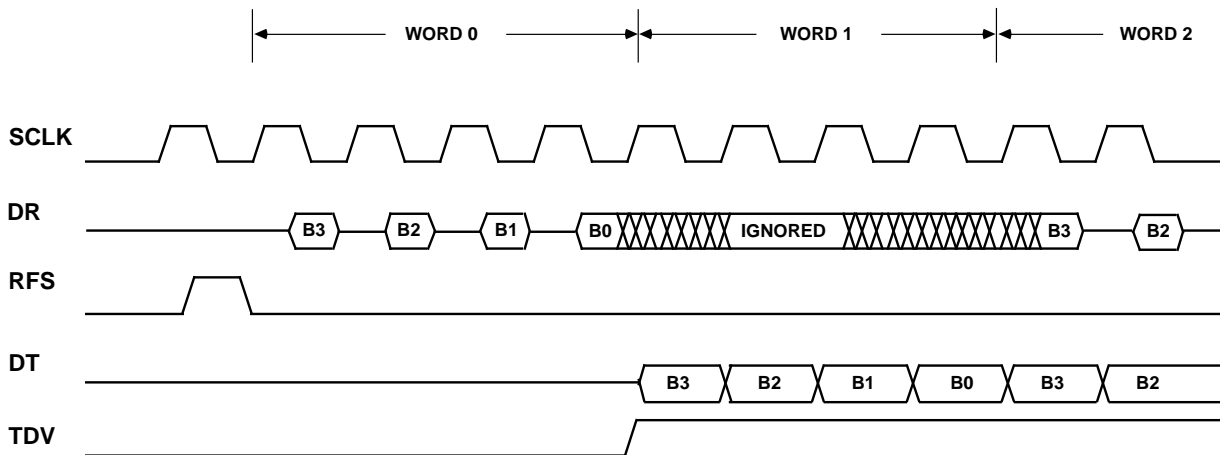 WORD 0 WORD 1 WORD 2
SCLK
DR B3 B2 B1 B0 IGNORED B3 B2
RFS
DT B3 B2 B1 B0 B3 B2
TDV